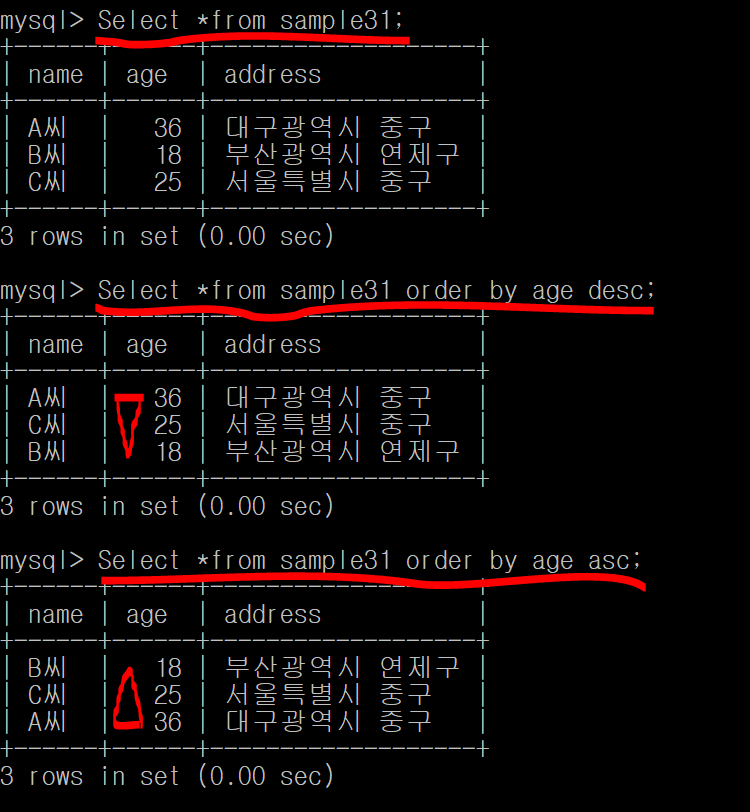 mysql> Select *from sample31;
+------+------+-------------------+
| name | age | address |
+------+------+-------------------+
| A씨 | 36 | 대구광역시 중구 |
| B씨 | 18 | 부산광역시 연제구 |
| C씨 | 25 | 서울특별시 중구 |
+------+------+-------------------+
3 rows in set (0.00 sec)
mysql> Select *from sample31 order by age desc;
+------+------+-------------------+
| name | age | address |
+------+------+-------------------+
| A씨 | 36 | 대구광역시 중구 |
| C씨 | 25 | 서울특별시 중구 |
| B씨 | 18 | 부산광역시 연제구 |
+------+------+-------------------+
3 rows in set (0.00 sec)
mysql> Select *from sample31 order by age asc;
+------+------+-------------------+
| name | age | address |
+------+------+-------------------+
| B씨 | 18 | 부산광역시 연제구 |
| C씨 | 25 | 서울특별시 중구 |
| A씨 | 36 | 대구광역시 중구 |
+------+------+-------------------+
3 rows in set (0.00 sec)